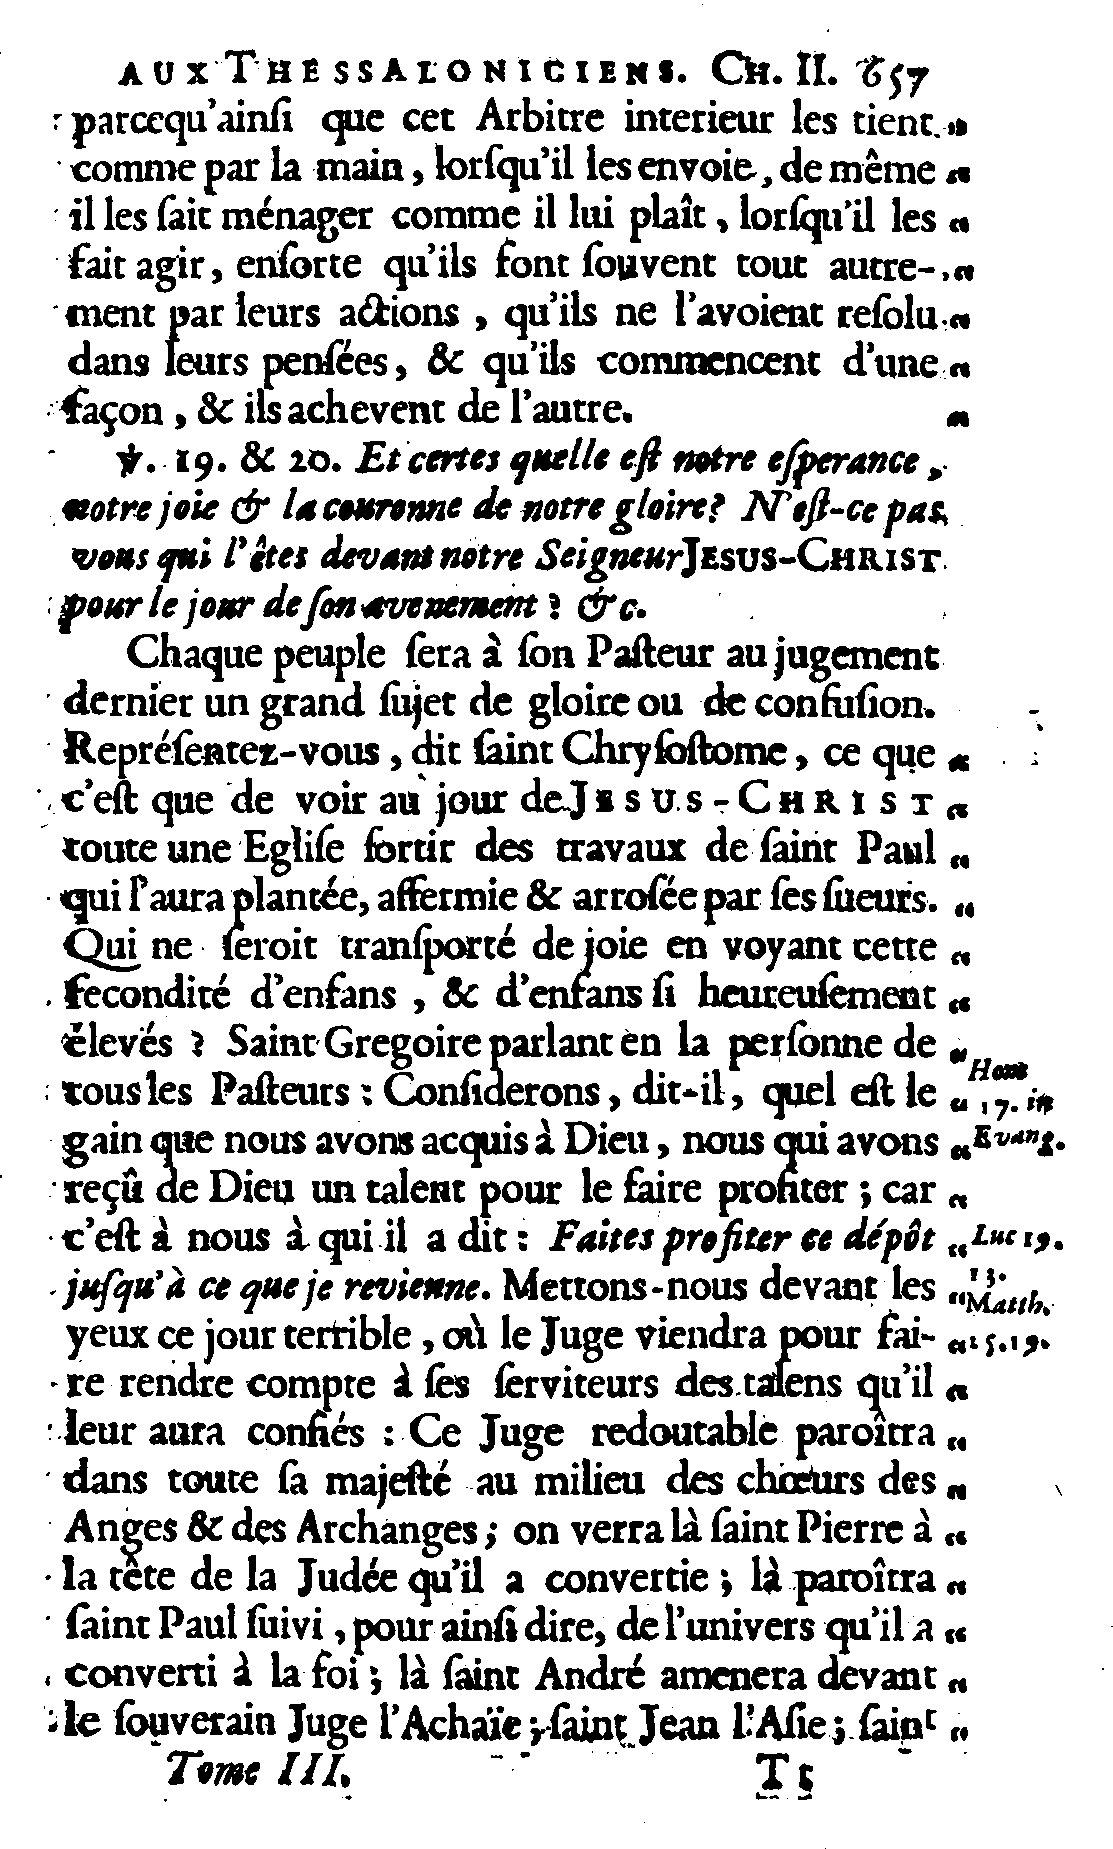 AUX THESSALONICIENS. CH. II. 657
parcequ'ainſi que cet Arbitre interieur les tient „
comme par la main, lorſqu'il les envoie, de même „
il les ſait ménager comme il lui plaît, lorſqu'il les „
fait agir, enſorte qu'ils font ſouvent tout autre- „
ment par leurs actions, qu'ils ne l'avoient reſolu „
dans leurs penſées, & qu'ils commencent d'une „
façon, & ils achevent de l'autre. „
℣. 19. & 20. Et certes quelle eſt notre eſperance,
notre joie & la couronne de notre gloire? N'eſt-ce pas
vous qui l'êtes devant notre Seigneur JESUS-CHRIST
pour le jour de ſon avenement? &c.
Chaque peuple ſera à ſon Paſteur au jugement
dernier un grand ſujet de gloire ou de confuſion.
Repréſentez-vous, dit ſaint Chryſoſtome, ce que „
c'eſt que de voir au jour de JESUS-CHRIST „
toute une Egliſe ſortir des travaux de ſaint Paul „
qui l'aura plantée, affermie & arroſée par ſes ſueurs. „
Qui ne ſeroit tranſporté de joie en voyant cette „
fecondité d'enfans, & d'enfans ſi heureuſement „
élevés? Saint Gregoire parlant en la perſonne de „
tous les Paſteurs: Conſiderons, dit-il, quel eſt le „
gain que nous avons acquis à Dieu, nous qui avons „
reçû de Dieu un talent pour le faire profiter; car „
c'eſt à nous à qui il a dit: Faites profiter ce dépôt „
juſqu'à ce que je revienne. Mettons-nous devant les „
yeux ce jour terrible, où le Juge viendra pour fai- „
re rendre compte à ſes ſerviteurs des talens qu'il „
leur aura confiés: Ce Juge redoutable paroîtra „
dans toute ſa majeſté au milieu des chœurs des „
Anges & des Archanges; on verra là ſaint Pierre à „
la tête de la Judée qu'il a convertie; là paroîtra „
ſaint Paul ſuivi, pour ainſi dire, de l'univers qu'il a „
converti à la foi; là ſaint André amenera devant „
le ſouverain Juge l'Achaïe; ſaint Jean l'Aſie; ſaint „
Tome III. Tt
Hom
17. in
Evang.
Luc 19.
13.
Matth.
25.19.